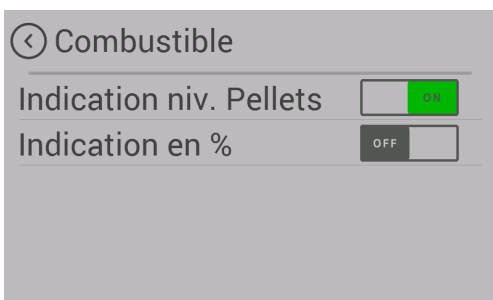 Combustible
Indication niv. Pellets ON
Indication en % OFF